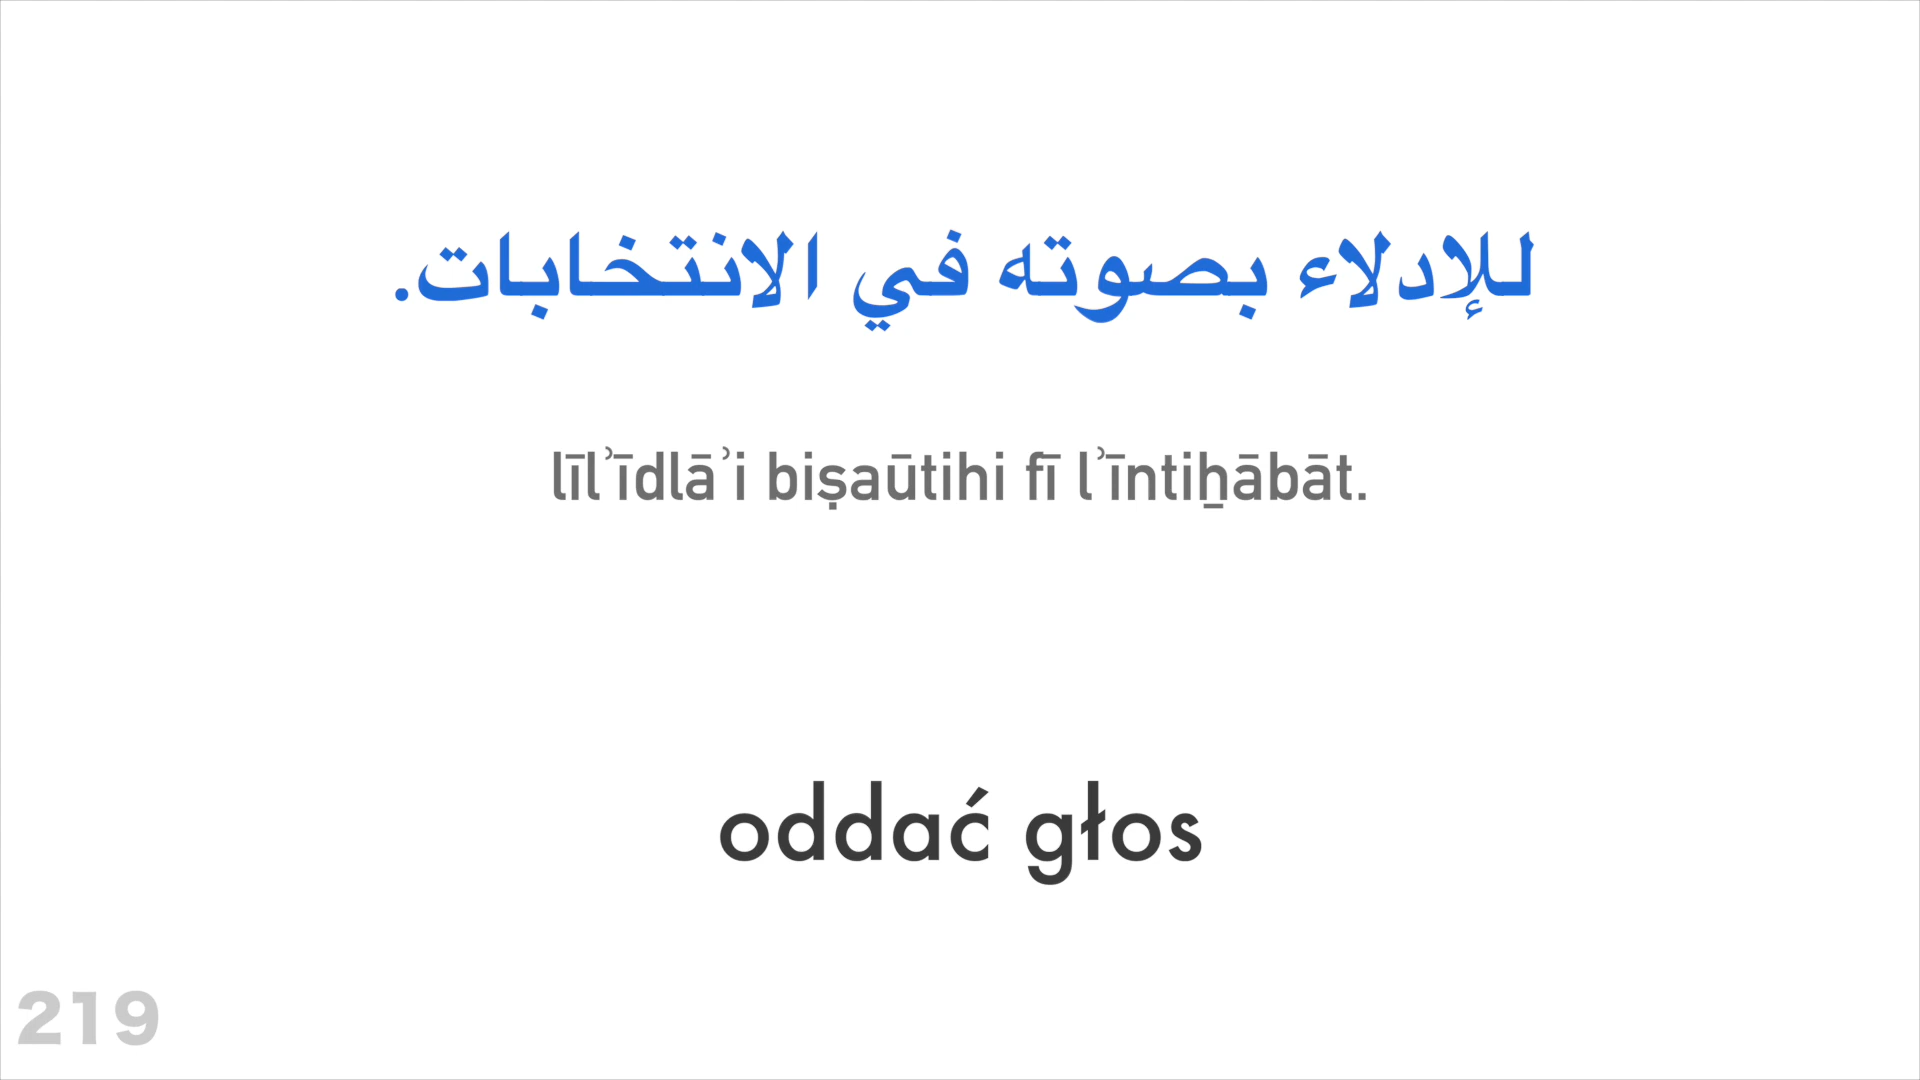 للإدلاء بصوته في الانتخابات.
līlʾīdlāʾi biṣaūtihi fī lʾīntiẖābāt.
oddać głos
219